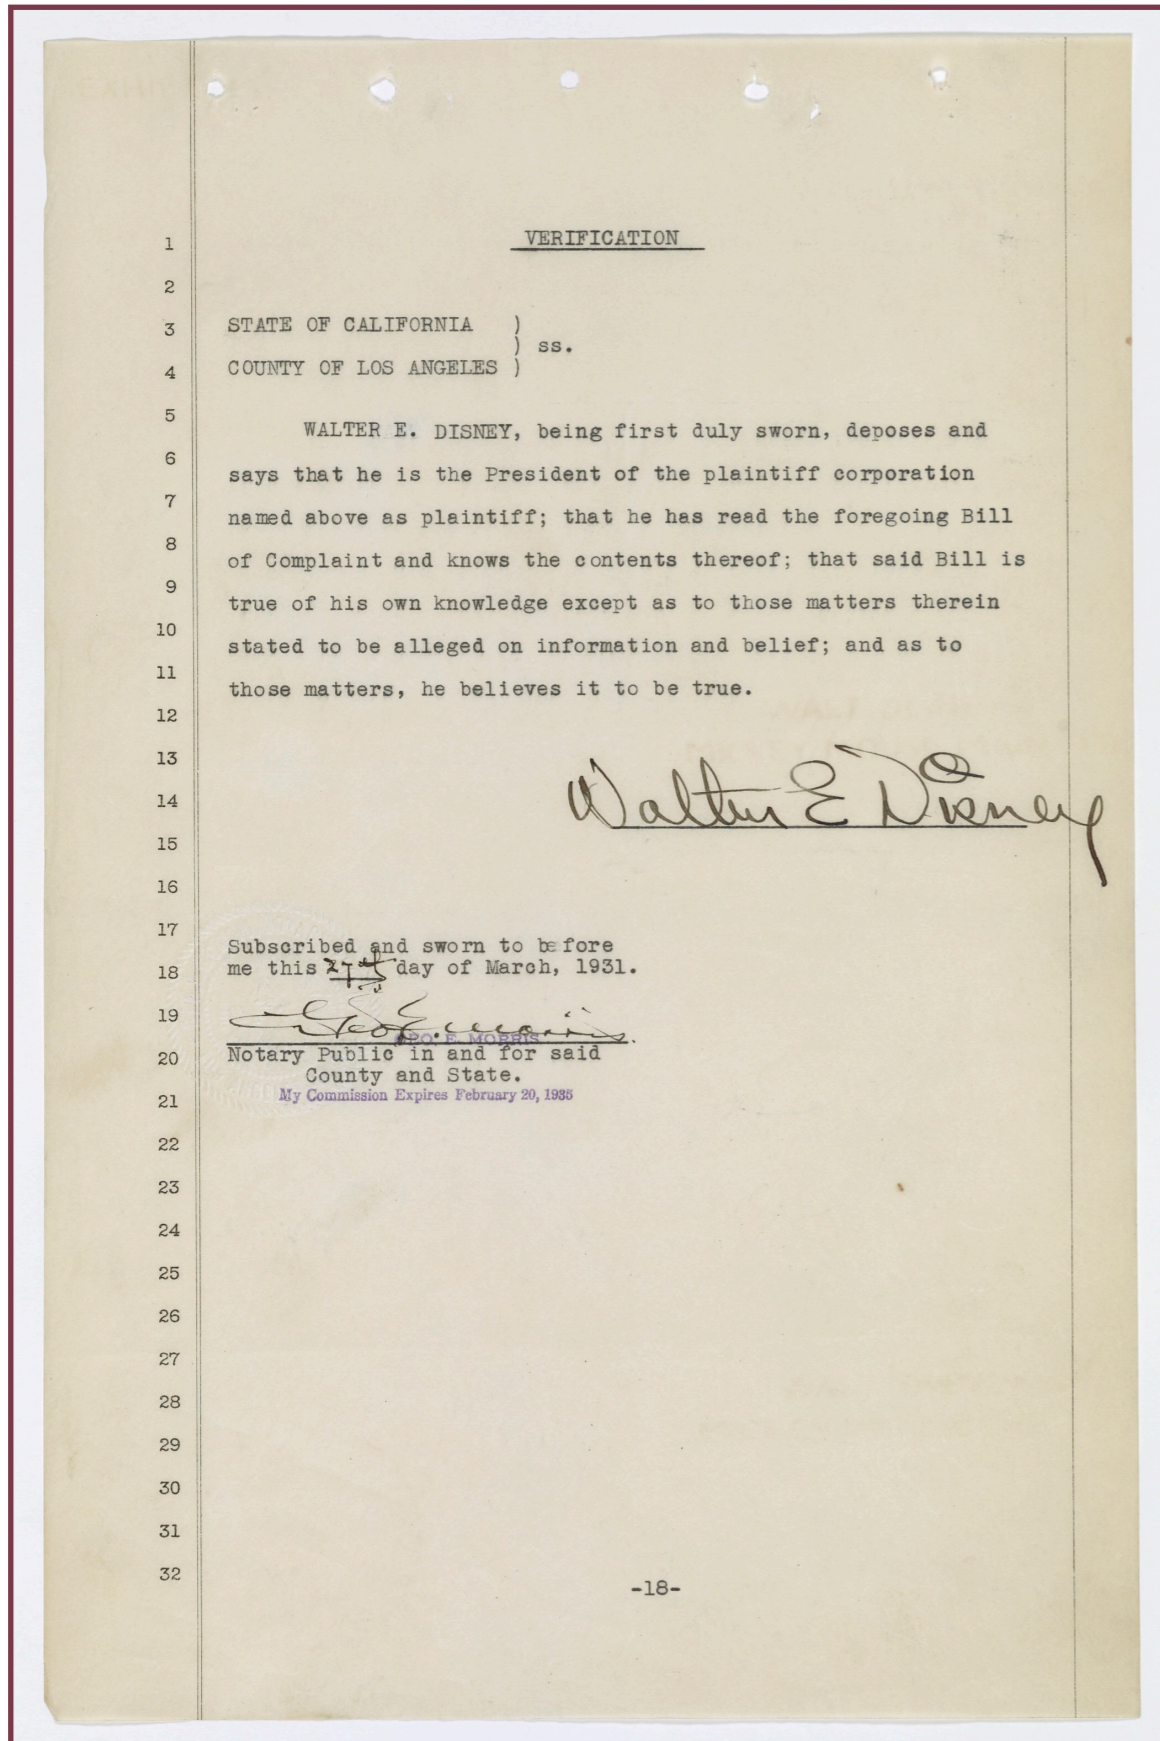 1 VERIFICATION
2
3 STATE OF CALIFORNIA )
) ss.
4 COUNTY OF LOS ANGELES )
5 WALTER E. DISNEY, being first duly sworn, deposes and
6 says that he is the President of the plaintiff corporation
7 named above as plaintiff; that he has read the foregoing Bill
8 of Complaint and knows the contents thereof; that said Bill is
9 true of his own knowledge except as to those matters therein
10 stated to be alleged on information and belief; and as to
11 those matters, he believes it to be true.
12
13
14 Walter E Disney
15
16
17 Subscribed and sworn to before
18 me this 27th day of March, 1931.
19 Geo. E. Morris
GEO. E. MORRIS
20 Notary Public in and for said
County and State.
21 My Commission Expires February 20, 1935
22
23
24
25
26
27
28
29
30
31
32
-18-